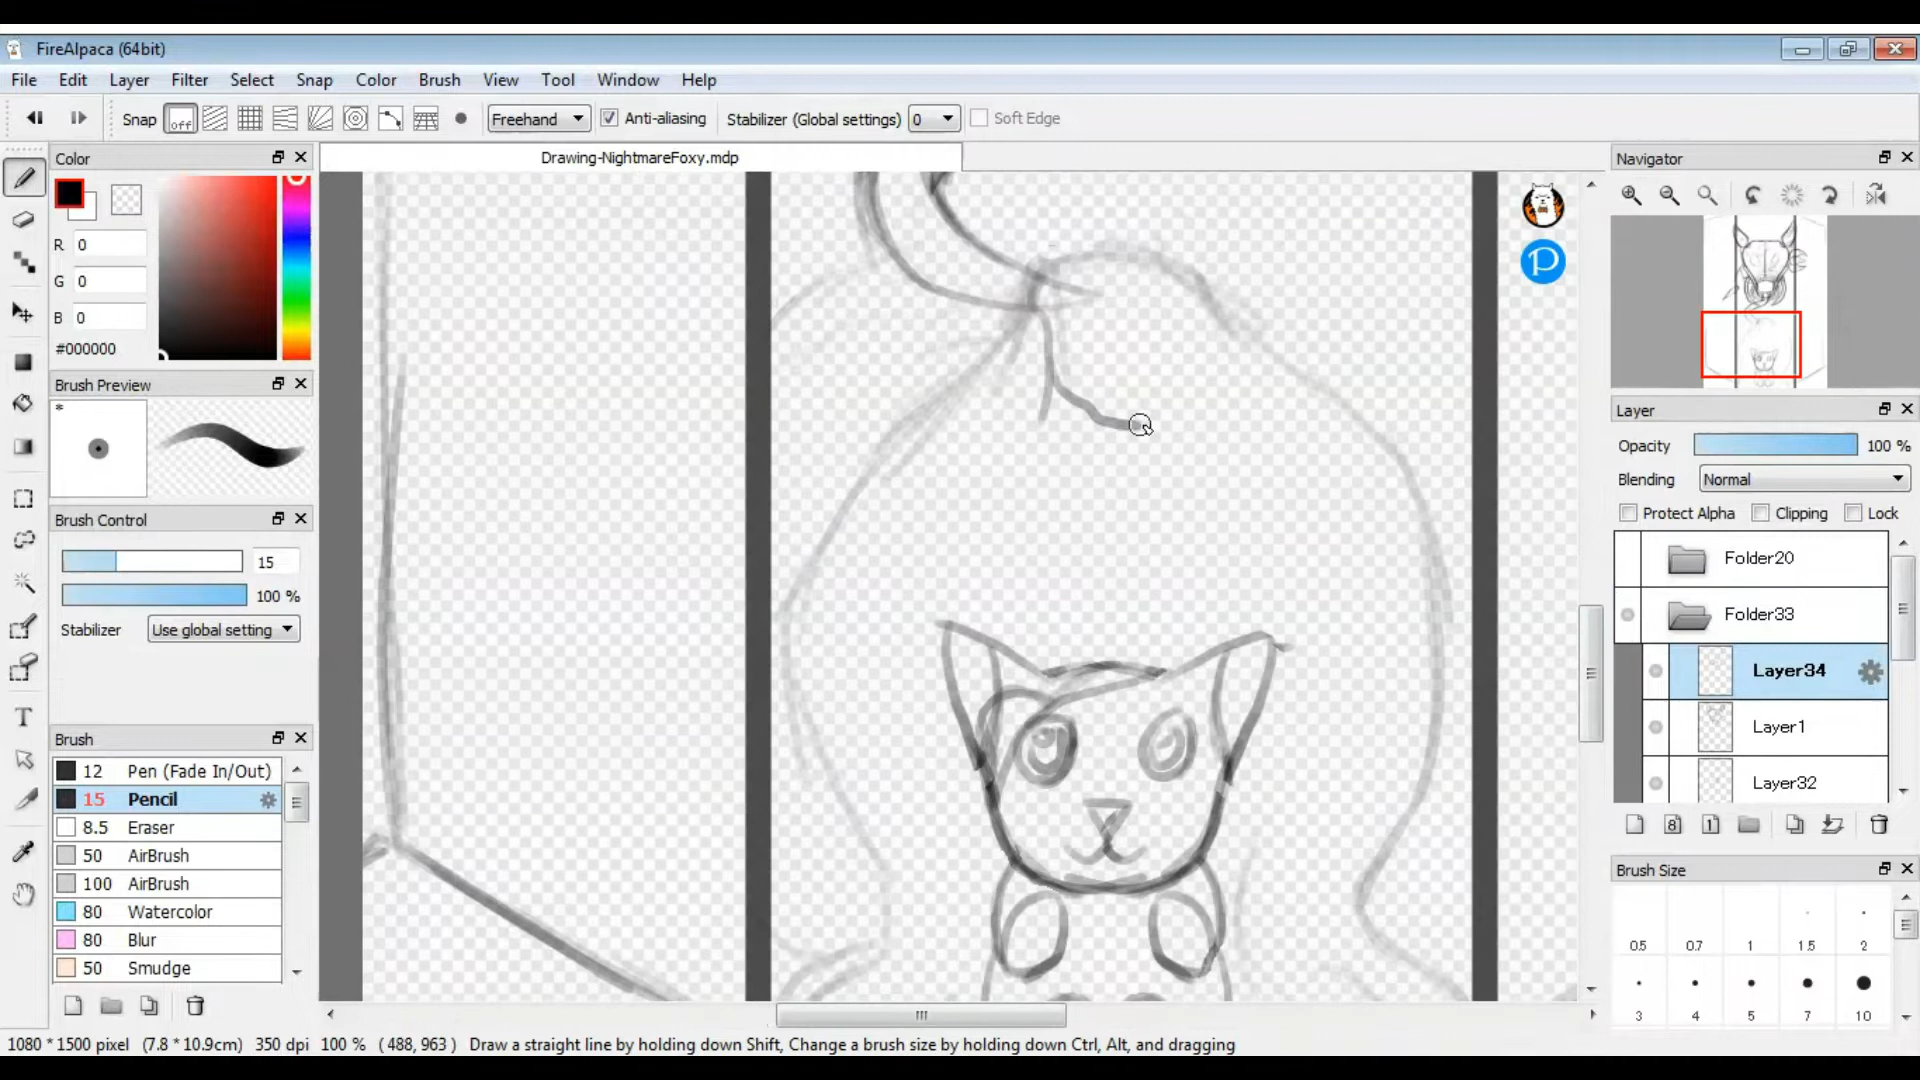 FireAlpaca (64bit)
File Edit Layer Filter Select Snap Color Brush View Tool Window Help
Snap off Freehand Anti-aliasing Stabilizer (Global settings) 0 Soft Edge
Color
Drawing-NightmareFoxy.mdp
Navigator
R 0
G 0
B 0
#000000
Brush Preview
*
Brush Control
15
100 %
Stabilizer Use global setting
Brush
12 Pen (Fade In/Out)
15 Pencil
8.5 Eraser
50 AirBrush
100 AirBrush
80 Watercolor
80 Blur
50 Smudge
P
Layer
Opacity 100 %
Blending Normal
Protect Alpha Clipping Lock
Folder20
Folder33
Layer34
Layer1
Layer32
8 1
Brush Size
0.5 0.7 1 1.5 2
3 4 5 7 10
T
1080 * 1500 pixel (7.8 * 10.9cm) 350 dpi 100 % ( 488, 963 ) Draw a straight line by holding down Shift, Change a brush size by holding down Ctrl, Alt, and dragging